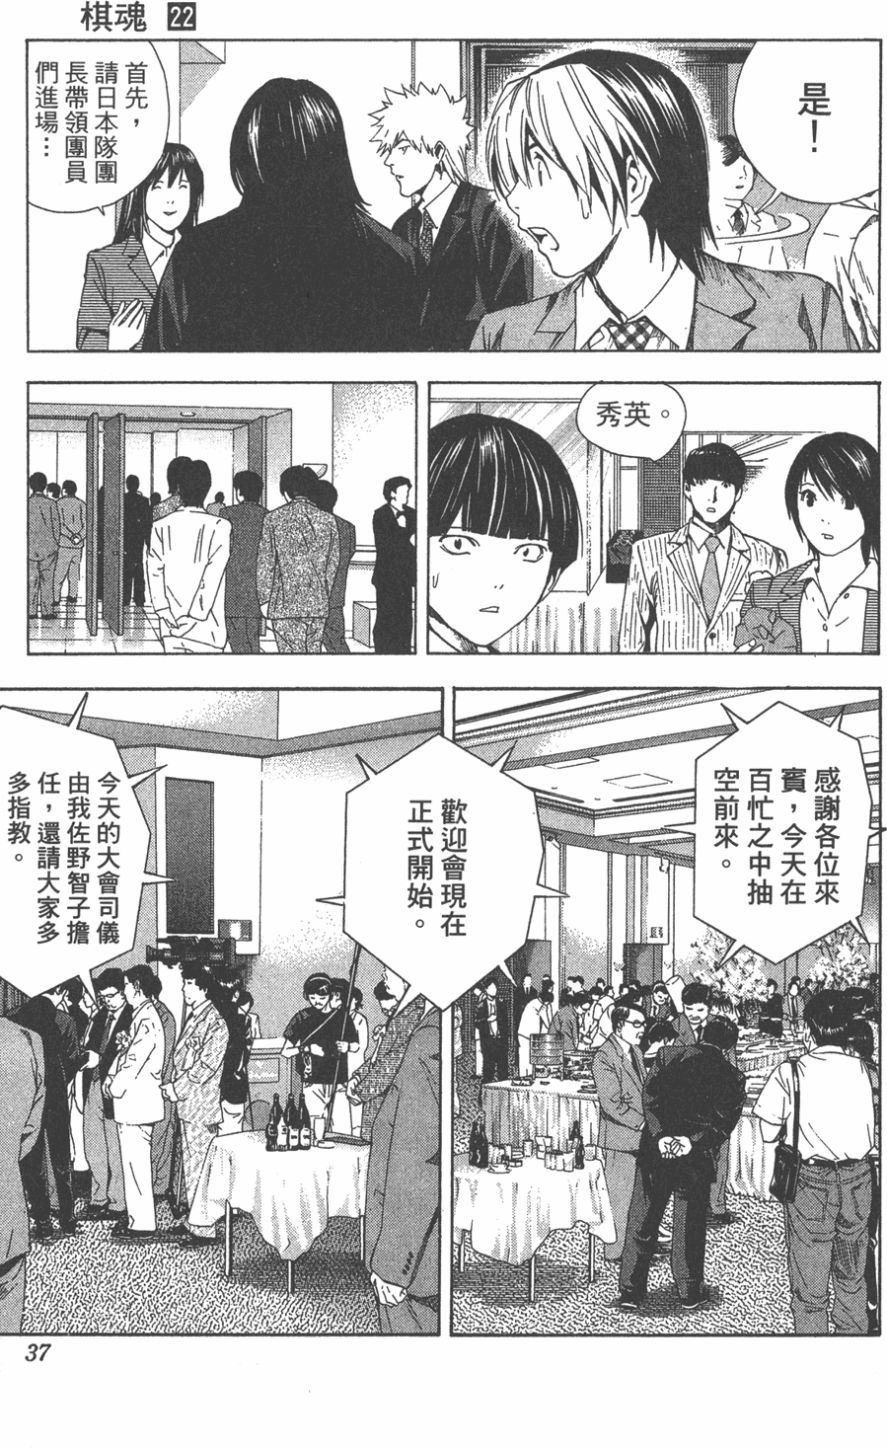 棋魂 22
是！
首先，
請日本隊團
長帶領團員
們進場…
秀英。
感謝各位來
賓，今天在
百忙之中抽
空前來。
歡迎會現在
正式開始。
今天的大會司儀
由我佐野智子擔
任，還請大家多
多指教。
37